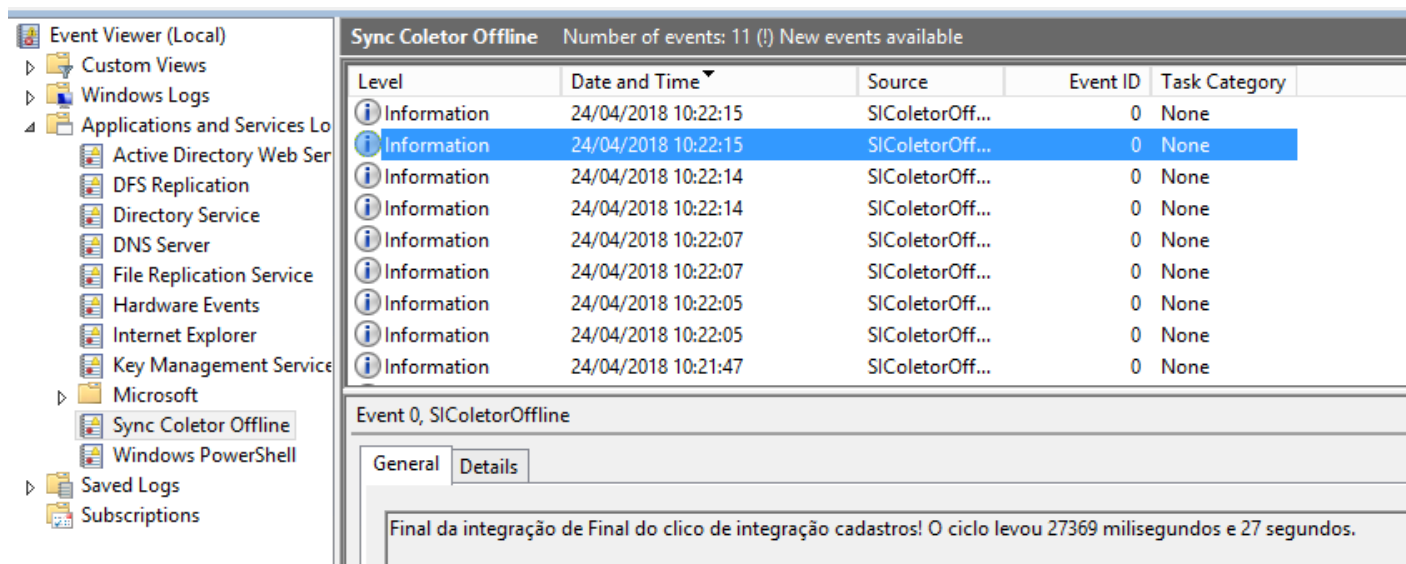 Event Viewer (Local)
Custom Views
Windows Logs
Applications and Services Lo
Active Directory Web Ser
DFS Replication
Directory Service
DNS Server
File Replication Service
Hardware Events
Internet Explorer
Key Management Service
Microsoft
Sync Coletor Offline
Windows PowerShell
Saved Logs
Subscriptions
Sync Coletor Offline Number of events: 11 (!) New events available
Level Date and Time Source Event ID Task Category
Information 24/04/2018 10:22:15 SIColetorOff... 0 None
Information 24/04/2018 10:22:15 SIColetorOff... 0 None
Information 24/04/2018 10:22:14 SIColetorOff... 0 None
Information 24/04/2018 10:22:14 SIColetorOff... 0 None
Information 24/04/2018 10:22:07 SIColetorOff... 0 None
Information 24/04/2018 10:22:07 SIColetorOff... 0 None
Information 24/04/2018 10:22:05 SIColetorOff... 0 None
Information 24/04/2018 10:22:05 SIColetorOff... 0 None
Information 24/04/2018 10:21:47 SIColetorOff... 0 None
Event 0, SIColetorOffline
General Details
Final da integração de Final do clico de integração cadastros! O ciclo levou 27369 milisegundos e 27 segundos.